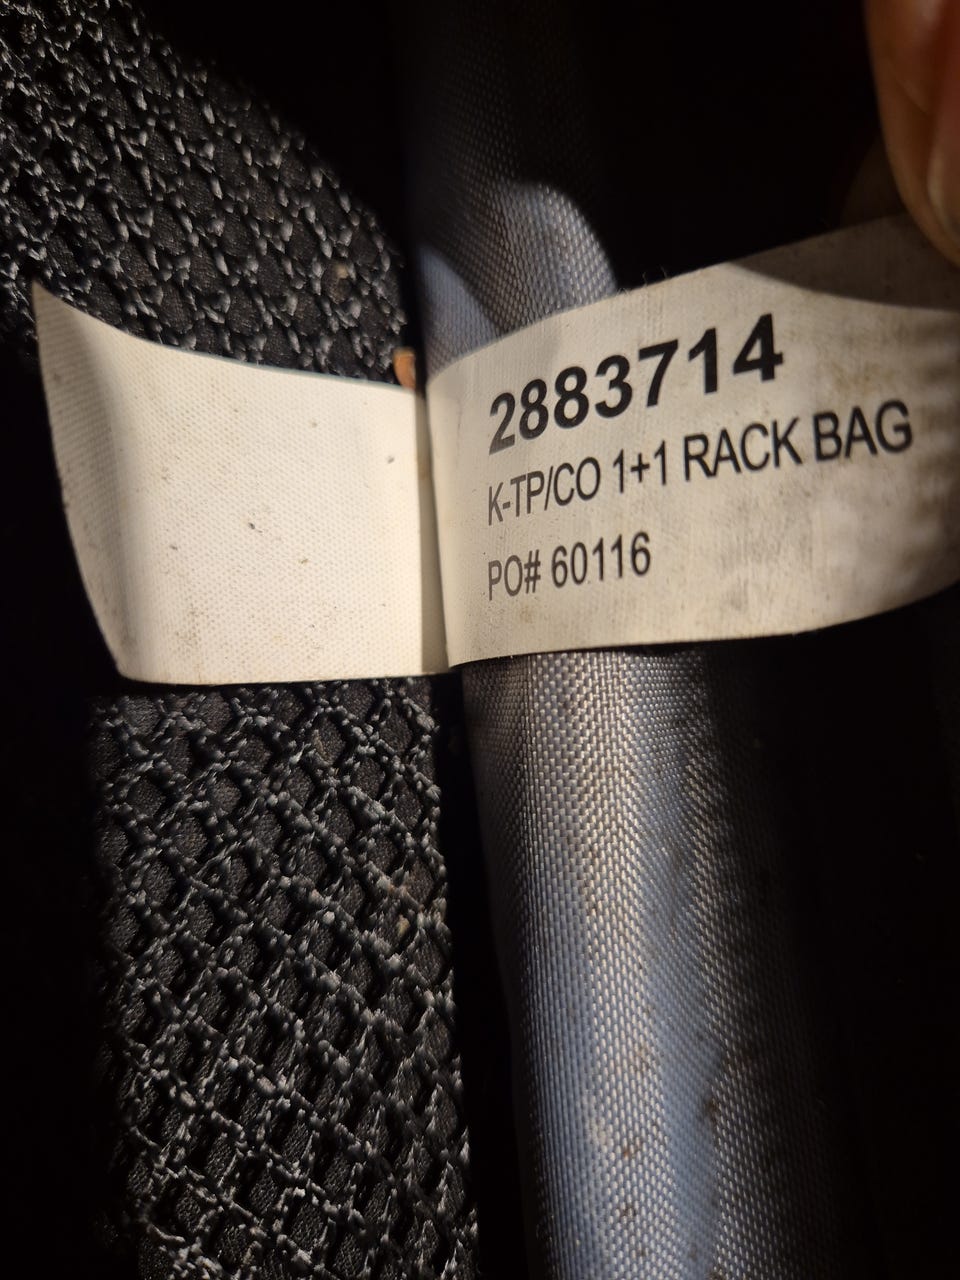 2883714
K-TP/CO 1+1 RACK BAG
PO# 60116